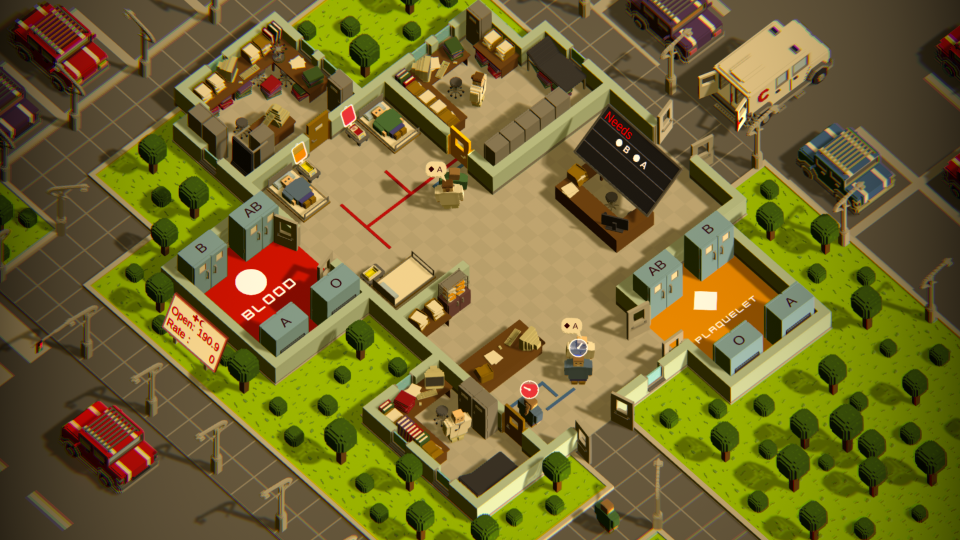 Needs
B A
A
AB
B
O
A
BLOOD
Open: 190.9
Rate :
0
B
AB
A
O
PLAQUELET
A